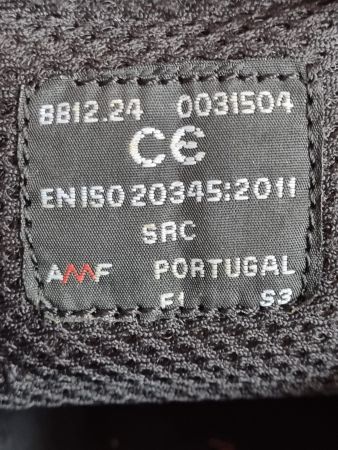 8812.24 0031504
CE
EN ISO 20345:2011
SRC
AMF PORTUGAL
S3